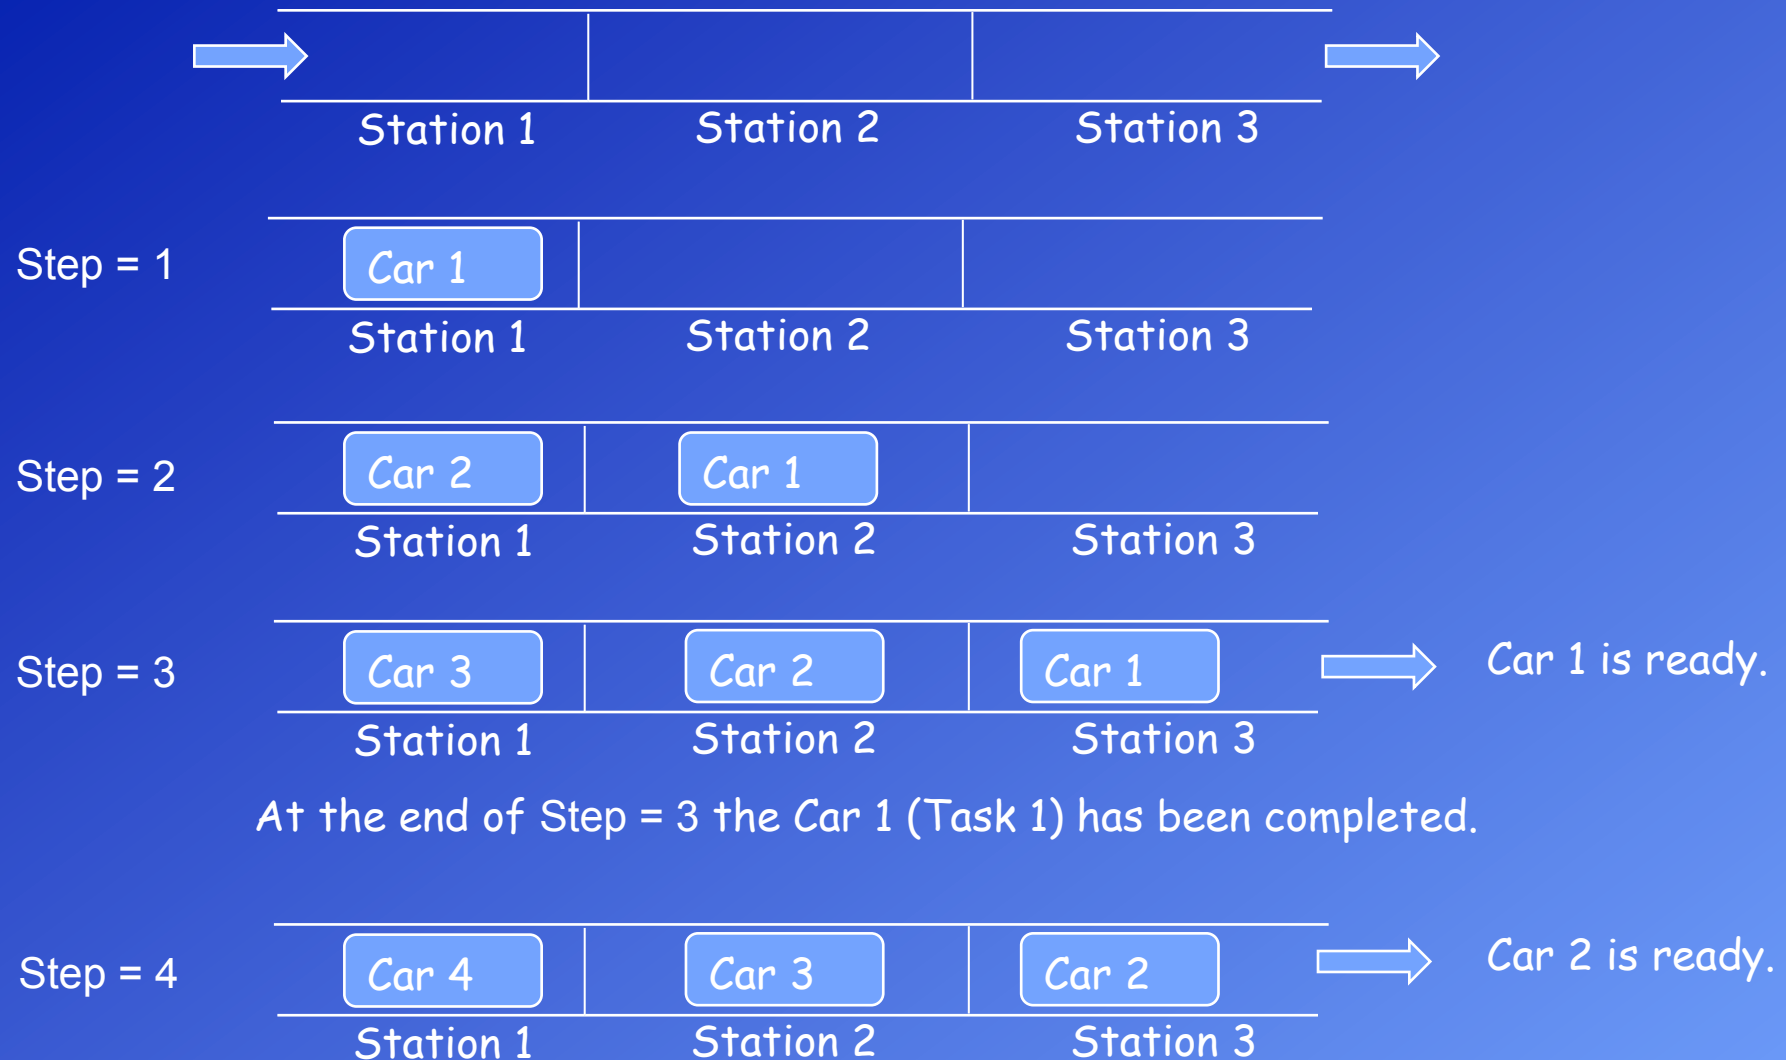 Station 1 Station 2 Station 3
Step = 1 Car 1
Station 1 Station 2 Station 3
Step = 2 Car 2 Car 1
Station 1 Station 2 Station 3
Step = 3 Car 3 Car 2 Car 1 Car 1 is ready.
Station 1 Station 2 Station 3
At the end of Step = 3 the Car 1 (Task 1) has been completed.
Step = 4 Car 4 Car 3 Car 2 Car 2 is ready.
Station 1 Station 2 Station 3